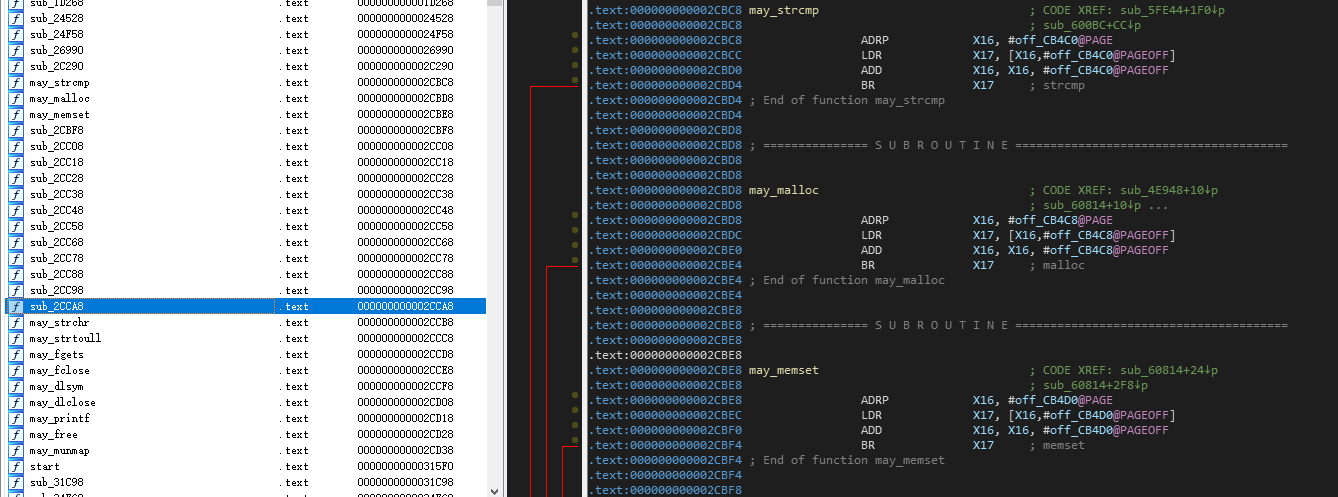 sub_1D268 .text 000000000001D268
sub_24528 .text 0000000000024528
sub_24F58 .text 0000000000024F58
sub_26990 .text 0000000000026990
sub_2C290 .text 000000000002C290
may_strcmp .text 000000000002CBC8
may_malloc .text 000000000002CBD8
may_memset .text 000000000002CBE8
sub_2CBF8 .text 000000000002CBF8
sub_2CC08 .text 000000000002CC08
sub_2CC18 .text 000000000002CC18
sub_2CC28 .text 000000000002CC28
sub_2CC38 .text 000000000002CC38
sub_2CC48 .text 000000000002CC48
sub_2CC58 .text 000000000002CC58
sub_2CC68 .text 000000000002CC68
sub_2CC78 .text 000000000002CC78
sub_2CC88 .text 000000000002CC88
sub_2CC98 .text 000000000002CC98
sub_2CCA8 .text 000000000002CCA8
may_strchr .text 000000000002CCB8
may_strtoull .text 000000000002CCC8
may_fgets .text 000000000002CCD8
may_fclose .text 000000000002CCE8
may_dlsym .text 000000000002CCF8
may_dlclose .text 000000000002CD08
may_printf .text 000000000002CD18
may_free .text 000000000002CD28
may_munmap .text 000000000002CD38
start .text 00000000000315F0
sub_31C98 .text 0000000000031C98
.text:000000000002CBC8 may_strcmp ; CODE XREF: sub_5FE44+1F0↓p
.text:000000000002CBC8 ; sub_600BC+CC↓p
.text:000000000002CBC8 ADRP X16, #off_CB4C0@PAGE
.text:000000000002CBCC LDR X17, [X16,#off_CB4C0@PAGEOFF]
.text:000000000002CBD0 ADD X16, X16, #off_CB4C0@PAGEOFF
.text:000000000002CBD4 BR X17 ; strcmp
.text:000000000002CBD4 ; End of function may_strcmp
.text:000000000002CBD4
.text:000000000002CBD8
.text:000000000002CBD8 ; =============== S U B R O U T I N E =======================================
.text:000000000002CBD8
.text:000000000002CBD8
.text:000000000002CBD8 may_malloc ; CODE XREF: sub_4E948+10↓p
.text:000000000002CBD8 ; sub_60814+10↓p ...
.text:000000000002CBD8 ADRP X16, #off_CB4C8@PAGE
.text:000000000002CBDC LDR X17, [X16,#off_CB4C8@PAGEOFF]
.text:000000000002CBE0 ADD X16, X16, #off_CB4C8@PAGEOFF
.text:000000000002CBE4 BR X17 ; malloc
.text:000000000002CBE4 ; End of function may_malloc
.text:000000000002CBE4
.text:000000000002CBE8
.text:000000000002CBE8 ; =============== S U B R O U T I N E =======================================
.text:000000000002CBE8
.text:000000000002CBE8
.text:000000000002CBE8 may_memset ; CODE XREF: sub_60814+24↓p
.text:000000000002CBE8 ; sub_60814+2F8↓p
.text:000000000002CBE8 ADRP X16, #off_CB4D0@PAGE
.text:000000000002CBEC LDR X17, [X16,#off_CB4D0@PAGEOFF]
.text:000000000002CBF0 ADD X16, X16, #off_CB4D0@PAGEOFF
.text:000000000002CBF4 BR X17 ; memset
.text:000000000002CBF4 ; End of function may_memset
.text:000000000002CBF4
.text:000000000002CBF8